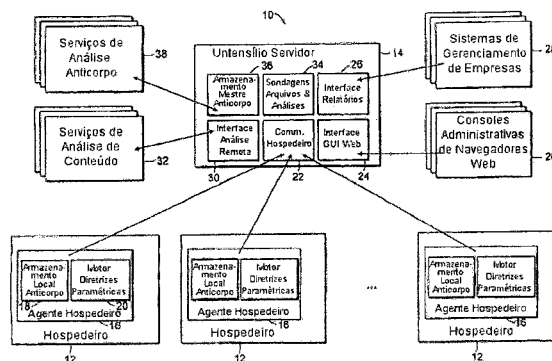 10
Serviços de
Análise
Anticorpo
38
Untensílio Servidor
14
36
34
26
Armazenamento
Mestre
Anticorpo
Sondagens
Arquivos &
Análises
Interface
Relatórios
Interface
Análise
Remota
Comm.
Hospedeiro
Interface
GUI Web
30
22
24
Sistemas de
Gerenciamento
de Empresas
28
Serviços de
Análise de
Conteúdo
32
Consoles
Administrativas
de Navegadores
Web
Armazena-
mento
Local
Anticorpo
18
Motor
Diretrizes
Paramétricas
20
Agente Hospedeiro
16
Hospedeiro
12
Armazena-
mento
Local
Anticorpo
Motor
Diretrizes
Paramétricas
Agente Hospedeiro
16
Hospedeiro
12
...
Armazena-
mento
Local
Anticorpo
Motor
Diretrizes
Paramétricas
Agente Hospedeiro
16
Hospedeiro
12